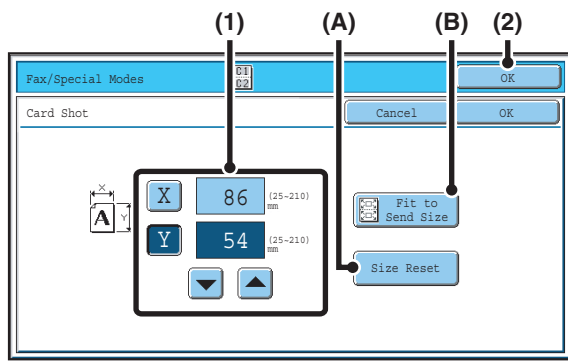 (1) (A) (B) (2)
Fax/Special Modes C1 C2 OK
Card Shot Cancel OK
X
A Y
X 86 (25~210) mm
Y 54 (25~210) mm
Fit to
Send Size
Size Reset